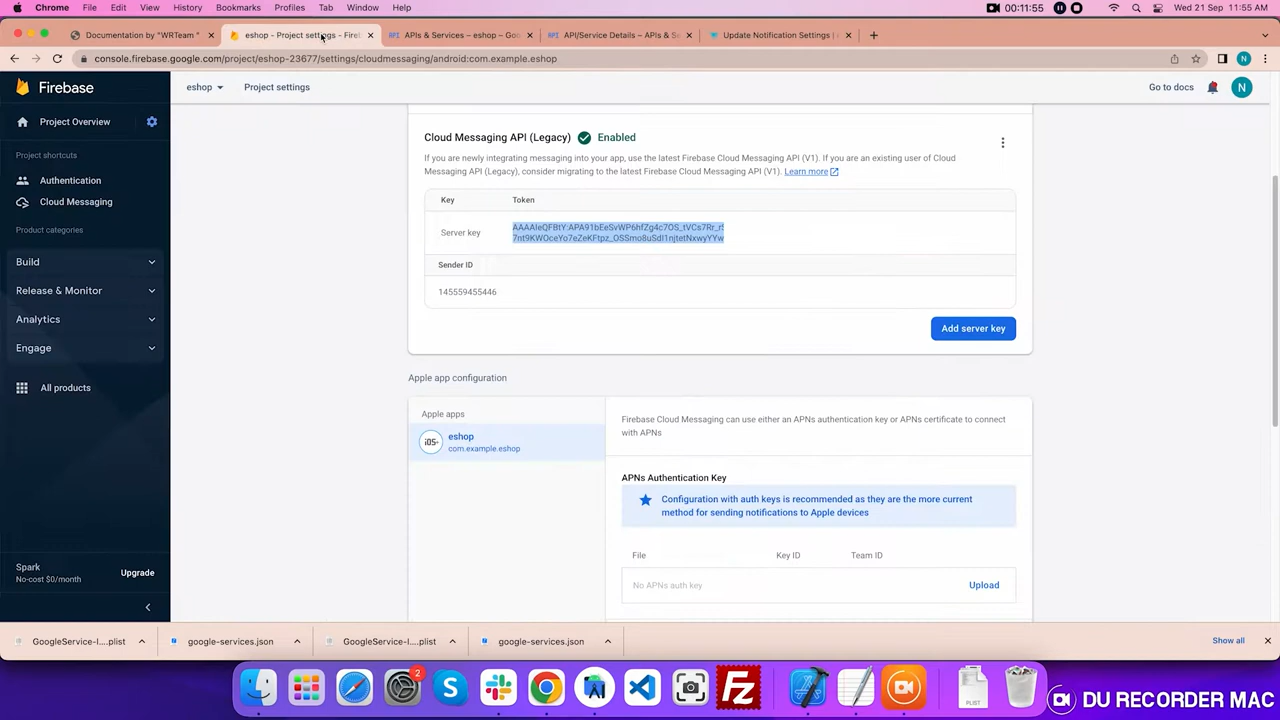 Chrome File Edit View History Bookmarks Profiles Tab Window Help 00:11:55 Wed 21 Sep 11:55 AM
Documentation by "WRTeam " eshop - Project settings - Fire APIs & Services – eshop – Goo API/Service Details – APIs & Se Update Notification Settings |
console.firebase.google.com/project/eshop-23677/settings/cloudmessaging/android:com.example.eshop N
Firebase
eshop Project settings Go to docs N
Project Overview
Project shortcuts
Authentication
Cloud Messaging
Product categories
Build
Release & Monitor
Analytics
Engage
All products
Spark
No-cost $0/month
Upgrade
Cloud Messaging API (Legacy) Enabled
If you are newly integrating messaging into your app, use the latest Firebase Cloud Messaging API (V1). If you are an existing user of Cloud
Messaging API (Legacy), consider migrating to the latest Firebase Cloud Messaging API (V1). Learn more
Key Token
Server key
Sender ID
145559455446
Add server key
Apple app configuration
Apple apps
iOS+
eshop
com.example.eshop
Firebase Cloud Messaging can use either an APNs authentication key or APNs certificate to connect
with APNs
APNs Authentication Key
Configuration with auth keys is recommended as they are the more current
method for sending notifications to Apple devices
File Key ID Team ID
No APNs auth key Upload
GoogleService-I....plist google-services.json GoogleService-I....plist google-services.json Show all
2
PLIST
DU RECORDER MAC